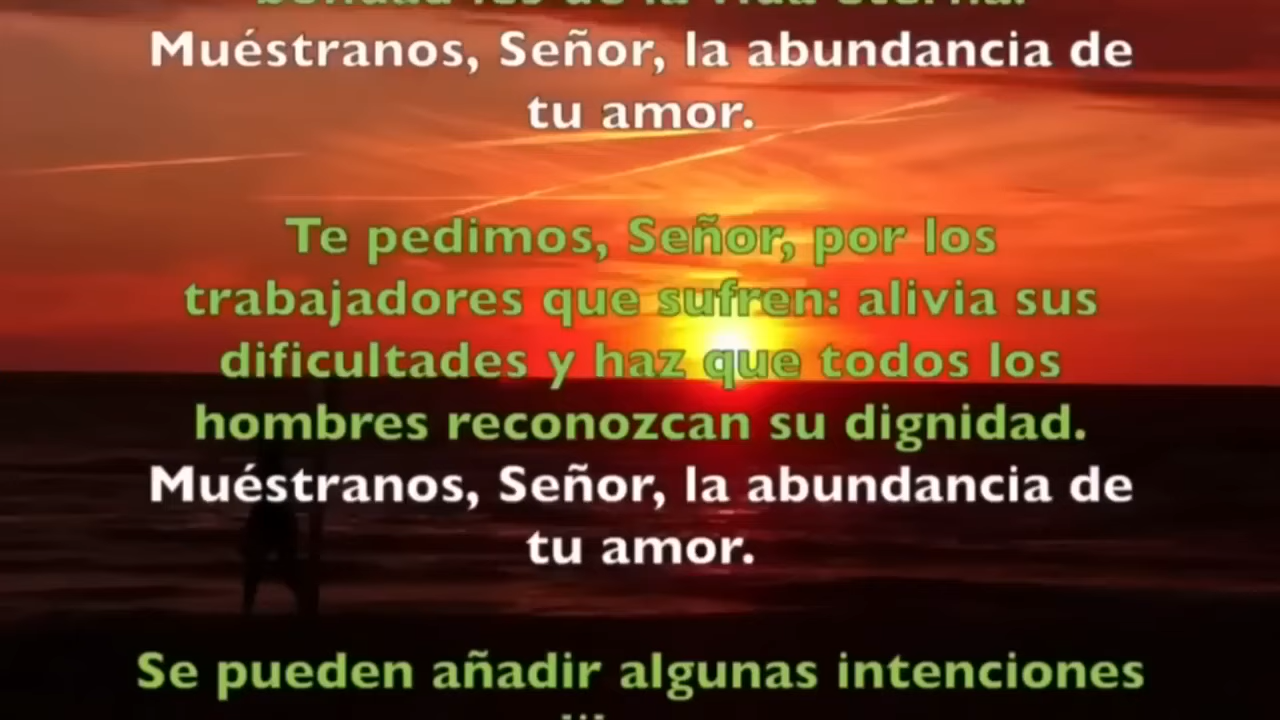 Muéstranos, Señor, la abundancia de
tu amor.
Te pedimos, Señor, por los
trabajadores que sufren: alivia sus
dificultades y haz que todos los
hombres reconozcan su dignidad.
Muéstranos, Señor, la abundancia de
tu amor.
Se pueden añadir algunas intenciones